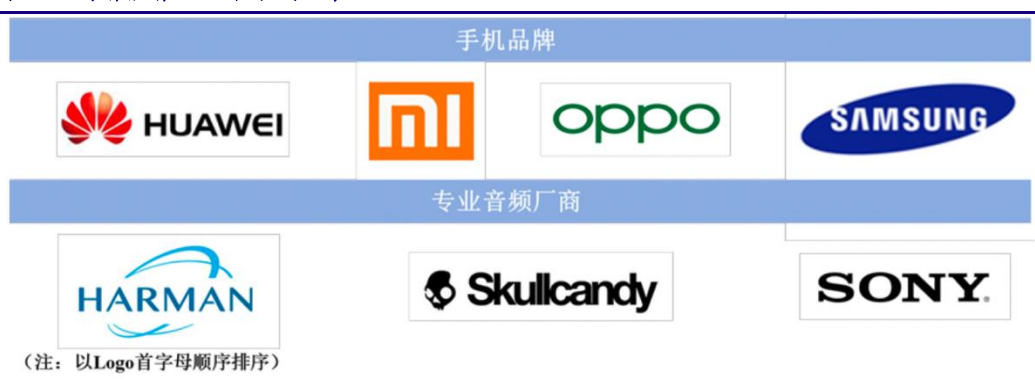 手机品牌
HUAWEI
mi
oppo
SAMSUNG
专业音频厂商
HARMAN
Skullcandy
SONY
（注：以Logo首字母顺序排序）